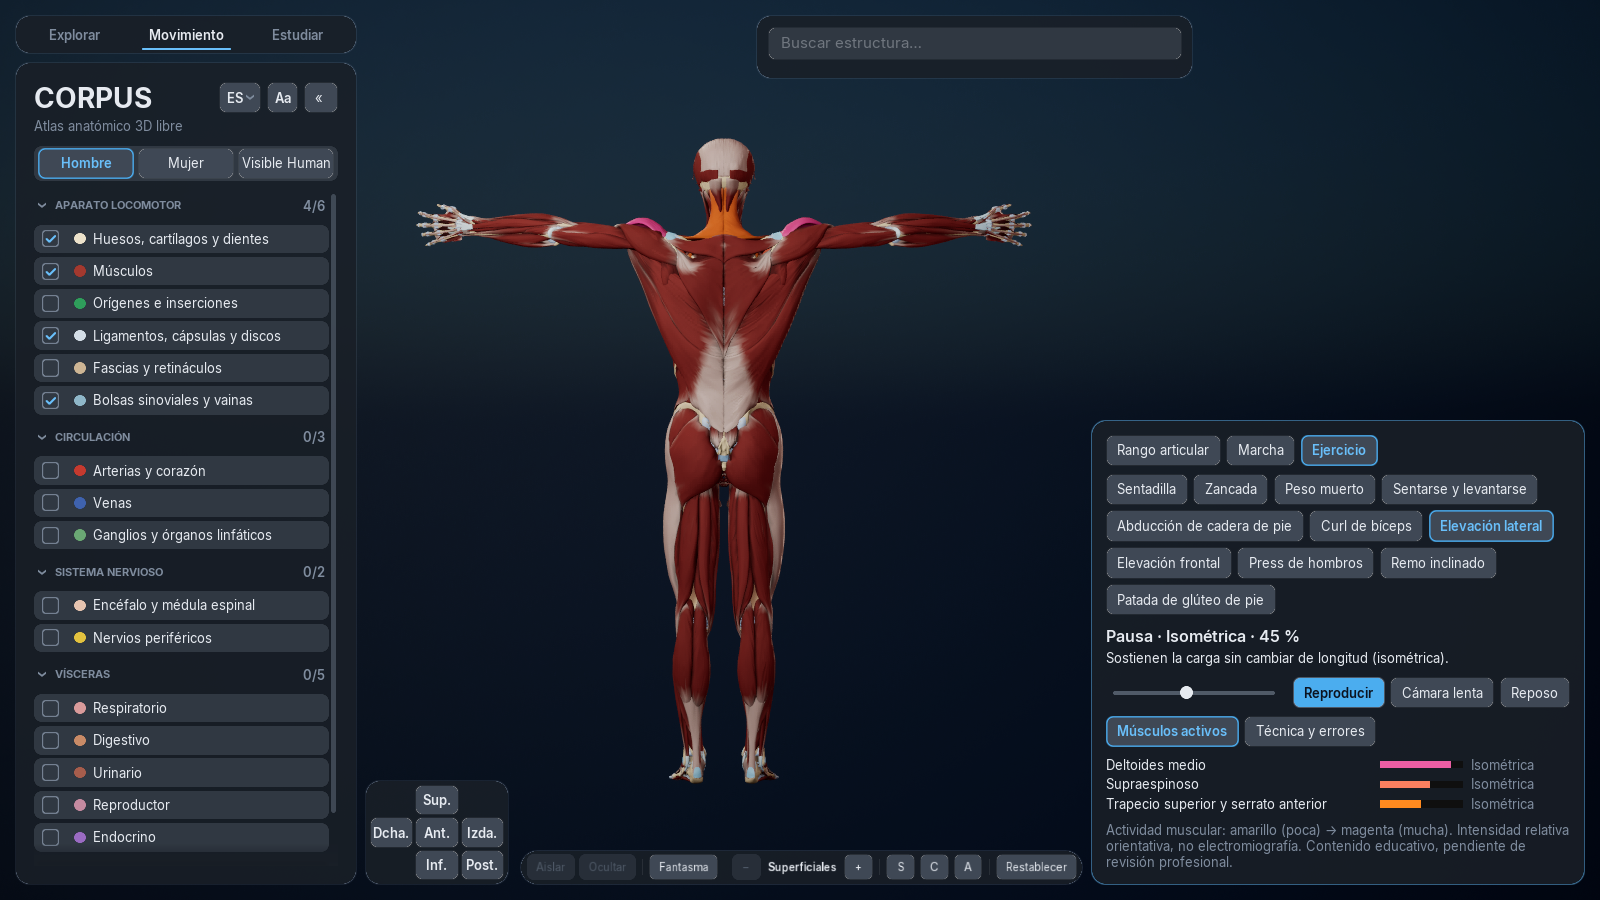 Explorar Movimiento Estudiar
Buscar estructura...
CORPUS ES Aa «
Atlas anatómico 3D libre
Hombre Mujer Visible Human
APARATO LOCOMOTOR 4/6
Huesos, cartílagos y dientes
Músculos
Orígenes e inserciones
Ligamentos, cápsulas y discos
Fascias y retináculos
Bolsas sinoviales y vainas
CIRCULACIÓN 0/3
Arterias y corazón
Venas
Ganglios y órganos linfáticos
SISTEMA NERVIOSO 0/2
Encéfalo y médula espinal
Nervios periféricos
VÍSCERAS 0/5
Respiratorio
Digestivo
Urinario
Reproductor
Endocrino
Sup.
Dcha. Ant. Izda.
Inf. Post.
Aislar Ocultar Fantasma − Superficiales + S C A Restablecer
Rango articular Marcha Ejercicio
Sentadilla Zancada Peso muerto Sentarse y levantarse
Abducción de cadera de pie Curl de bíceps Elevación lateral
Elevación frontal Press de hombros Remo inclinado
Patada de glúteo de pie
Pausa · Isométrica · 45 %
Sostienen la carga sin cambiar de longitud (isométrica).
Reproducir Cámara lenta Reposo
Músculos activos Técnica y errores
Deltoides medio Isométrica
Supraespinoso Isométrica
Trapecio superior y serrato anterior Isométrica
Actividad muscular: amarillo (poca) → magenta (mucha). Intensidad relativa
orientativa, no electromiografía. Contenido educativo, pendiente de
revisión profesional.